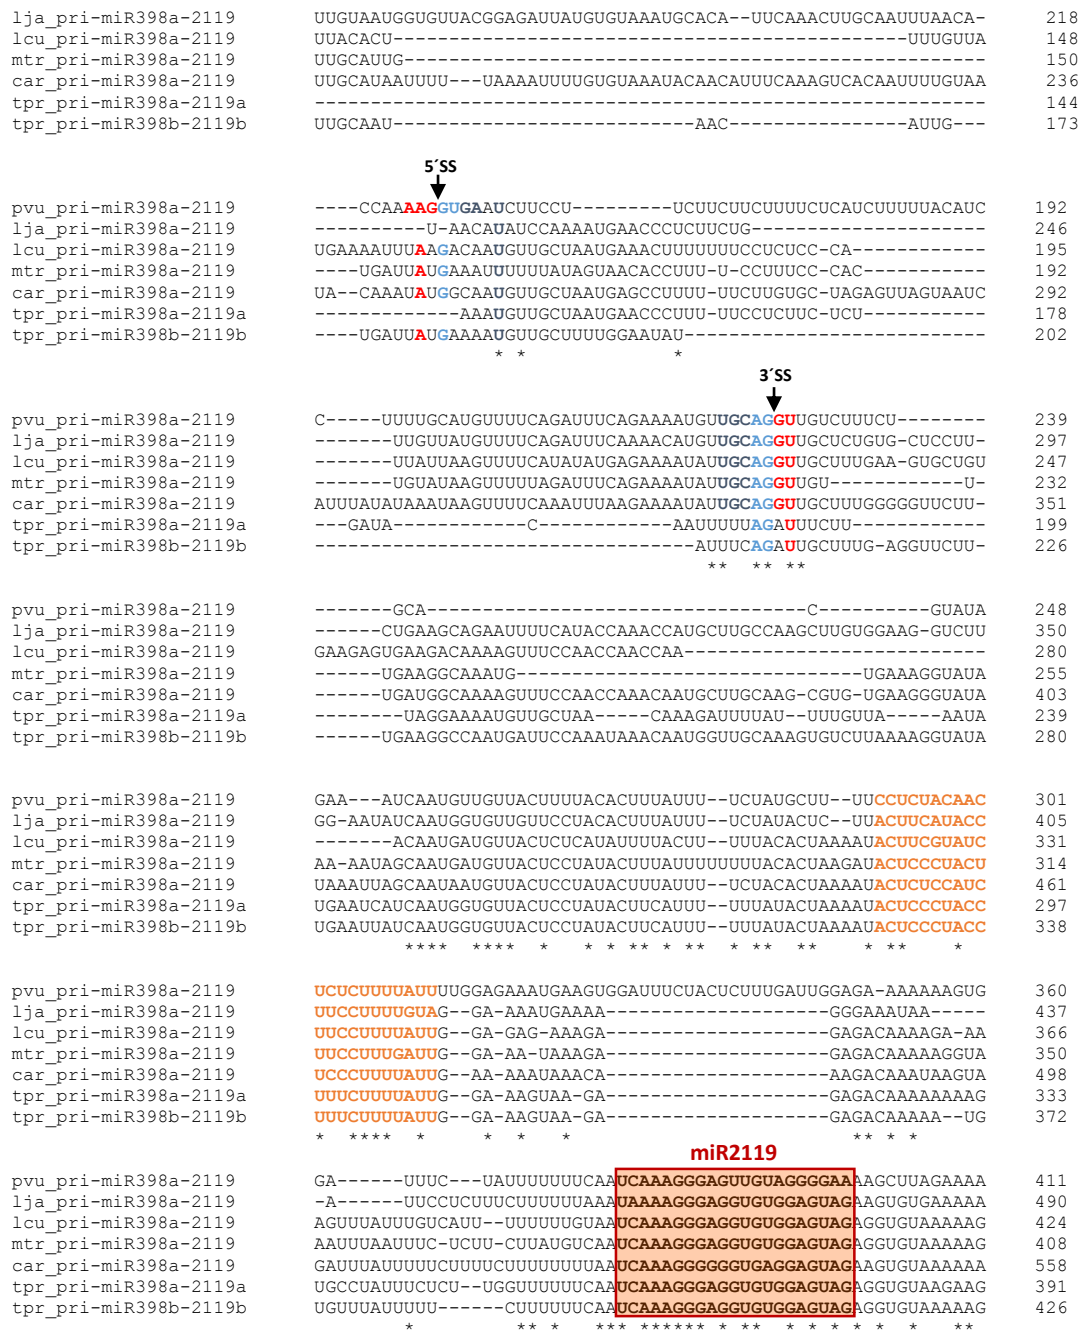 lja_pri-miR398a-2119 UUGUAAUGGUGUUACGGAGAUUAUGUGUAAAUGCACA--UUCAAACUUGCAAUUUAACA- 218
lcu_pri-miR398a-2119 UUACACU----------------------------------------------UUUGUUA 148
mtr_pri-miR398a-2119 UUGCAUUG---------------------------------------------------- 150
car_pri-miR398a-2119 UUGCAUAAUUUU---UAAAAUUUUGUGUAAAUACAACAUUUCAAAGUCACAAUUUUGUAA 236
tpr_pri-miR398a-2119a ------------------------------------------------------------ 144
tpr_pri-miR398b-2119b UUGCAAU---------------------------AAC----------------AUUG--- 173
5´SS
pvu_pri-miR398a-2119 ----CCAAAAGGUGAAUCUUCCU---------UCUUCUUCUUUUCUCAUCUUUUUACAUC 192
lja_pri-miR398a-2119 ----------U-AACAUAUCCAAAAUGAACCCUCUUCUG--------------------- 246
lcu_pri-miR398a-2119 UGAAAAUUUAAGACAAUGUUGCUAAAUGAACUUUUUUUCCUCUCC-CA------------ 195
mtr_pri-miR398a-2119 ----UGAUUAUGAAAUUUUUUAUAGUAACACCUUU-U-CCUUUCC-CAC----------- 192
car_pri-miR398a-2119 UA--CAAAUAUGGCAAUGUUGCUAAUGAGCCUUUU-UUCUUGUGC-UAGAGUUAGUAAUC 292
tpr_pri-miR398a-2119a -------------AAAUGUUGCUAAUGAACCCUUU-UUCCUCUUC-UCU----------- 178
tpr_pri-miR398b-2119b ----UGAUUAUGAAAAUGUUGCUUUUGGAAUAU--------------------------- 202
* * *
3´SS
pvu_pri-miR398a-2119 C-----UUUUGCAUGUUUUCAGAUUUCAGAAAAUGUUGCAGGUUGUCUUUCU-------- 239
lja_pri-miR398a-2119 -------UUGUUAUGUUUUCAGAUUUCAAAACAUGUUGCAGGUUGCUCUGUG-CUCCUU- 297
lcu_pri-miR398a-2119 -------UUAUUAAGUUUUCAUAUAUGAGAAAAUAUUGCAGGUUGCUUUGAA-GUGCUGU 247
mtr_pri-miR398a-2119 -------UGUAUAAGUUUUUAGAUUUCAGAAAAUAUUGCAGGUUGU------------U- 232
car_pri-miR398a-2119 AUUUAUAUAAAUAAGUUUUCAAAUUUAAGAAAAUAUUGCAGGUUGCUUUGGGGGUUCUU- 351
tpr_pri-miR398a-2119a ---GAUA------------C------------AAUUUUUAGAUUUCUU------------ 199
tpr_pri-miR398b-2119b ----------------------------------AUUUCAGAUUGCUUUG-AGGUUCUU- 226
** ** **
pvu_pri-miR398a-2119 -------GCA----------------------------------C----------GUAUA 248
lja_pri-miR398a-2119 ------CUGAAGCAGAAUUUUCAUACCAAACCAUGCUUGCCAAGCUUGUGGAAG-GUCUU 350
lcu_pri-miR398a-2119 GAAGAGUGAAGACAAAAGUUUCCAACCAACCAA--------------------------- 280
mtr_pri-miR398a-2119 ------UGAAGGCAAAUG-------------------------------UGAAAGGUAUA 255
car_pri-miR398a-2119 ------UGAUGGCAAAAGUUUCCAACCAAACAAUGCUUGCAAG-CGUG-UGAAGGGUAUA 403
tpr_pri-miR398a-2119a --------UAGGAAAAUGUUGCUAA-----CAAAGAUUUUAU--UUUGUUA-----AAUA 239
tpr_pri-miR398b-2119b ------UGAAGGCCAAUGAUUCCAAAUAAACAAUGGUUGCAAAGUGUCUUAAAAGGUAUA 280
pvu_pri-miR398a-2119 GAA---AUCAAUGUUGUUACUUUUACACUUUAUUU--UCUAUGCUU--UUCCUCUACAAC 301
lja_pri-miR398a-2119 GG-AAUAUCAAUGGUGUUGUUCCUACACUUUAUUU--UCUAUACUC--UUACUUCAUACC 405
lcu_pri-miR398a-2119 -------ACAAUGAUGUUACUCUCAUAUUUUACUU--UUUACACUAAAAUACUUCGUAUC 331
mtr_pri-miR398a-2119 AA-AAUAGCAAUGAUGUUACUCCUAUACUUUAUUUUUUUUACACUAAGAUACUCCCUACU 314
car_pri-miR398a-2119 UAAAUUAGCAAUAAUGUUACUCCUAUACUUUAUUU--UCUACACUAAAAUACUCUCCAUC 461
tpr_pri-miR398a-2119a UGAAUCAUCAAUGGUGUUACUCCUAUACUUCAUUU--UUUAUACUAAAAUACUCCCUACC 297
tpr_pri-miR398b-2119b UGAAUUAUCAAUGGUGUUACUCCUAUACUUCAUUU--UUUAUACUAAAAUACUCCCUACC 338
**** **** * * * ** * ** * ** ** * ** *
pvu_pri-miR398a-2119 UCUCUUUUAUUUUGGAGAAAUGAAGUGGAUUUCUACUCUUUGAUUGGAGA-AAAAAAGUG 360
lja_pri-miR398a-2119 UUCCUUUUGUAG--GA-AAAUGAAAA------------------GGGAAAUAA----- 437
lcu_pri-miR398a-2119 UUCCUUUUAUUG--GA-GAG-AAAGA--------------------GAGACAAAAGA-AA 366
mtr_pri-miR398a-2119 UUCCUUUGAUUG--GA-AA-UAAAGA--------------------GAGACAAAAAGGUA 350
car_pri-miR398a-2119 UCCCUUUUAUUG--AA-AAAUAAACA--------------------AAGACAAAUAAGUA 498
tpr_pri-miR398a-2119a UUUCUUUUAUUG--GA-AAGUAA-GA--------------------GAGACAAAAAAAAG 333
tpr_pri-miR398b-2119b UUUCUUUUAUUG--GA-AAGUAA-GA--------------------GAGACAAAAA--UG 372
* **** * * * * ** * *
miR2119
pvu_pri-miR398a-2119 GA------UUUC---UAUUUUUUUCAAUCAAAGGGAGUUGUAGGGGAAAAGCUUAGAAAA 411
lja_pri-miR398a-2119 -A------UUCCUCUUUCUUUUUUAAAUAAAAGGGAGGUGUGGAGUAGAAGUGUGAAAAA 490
lcu_pri-miR398a-2119 AGUUUAUUUGUCAUU--UUUUUUGUAAUCAAAGGGAGGUGUGGAGUAGAGGUGUAAAAAG 424
mtr_pri-miR398a-2119 AAUUUAAUUUC-UCUU-CUUAUGUCAAUCAAAGGGAGGUGUGGAGUAGAGGUGUAAAAAG 408
car_pri-miR398a-2119 GAUUUAUUUUUCUUUUCUUUUUUUUAAUCAAAGGGGGGUGAGGAGUAGAAGUGUAAAAAA 558
tpr_pri-miR398a-2119a UGCCUAUUUUCUCU--UGGUUUUUUCAAUCAAAGGGAGGUGUGGAGUAGAGGUGUAAGAAG 391
tpr_pri-miR398b-2119b UGUUUAUUUUU------CUUUUUUCAAUCAAAGGGAGGUGUGGAGUAGAGGUGUAAAAAG 426
* ** * *** ****** ** * * * * * **